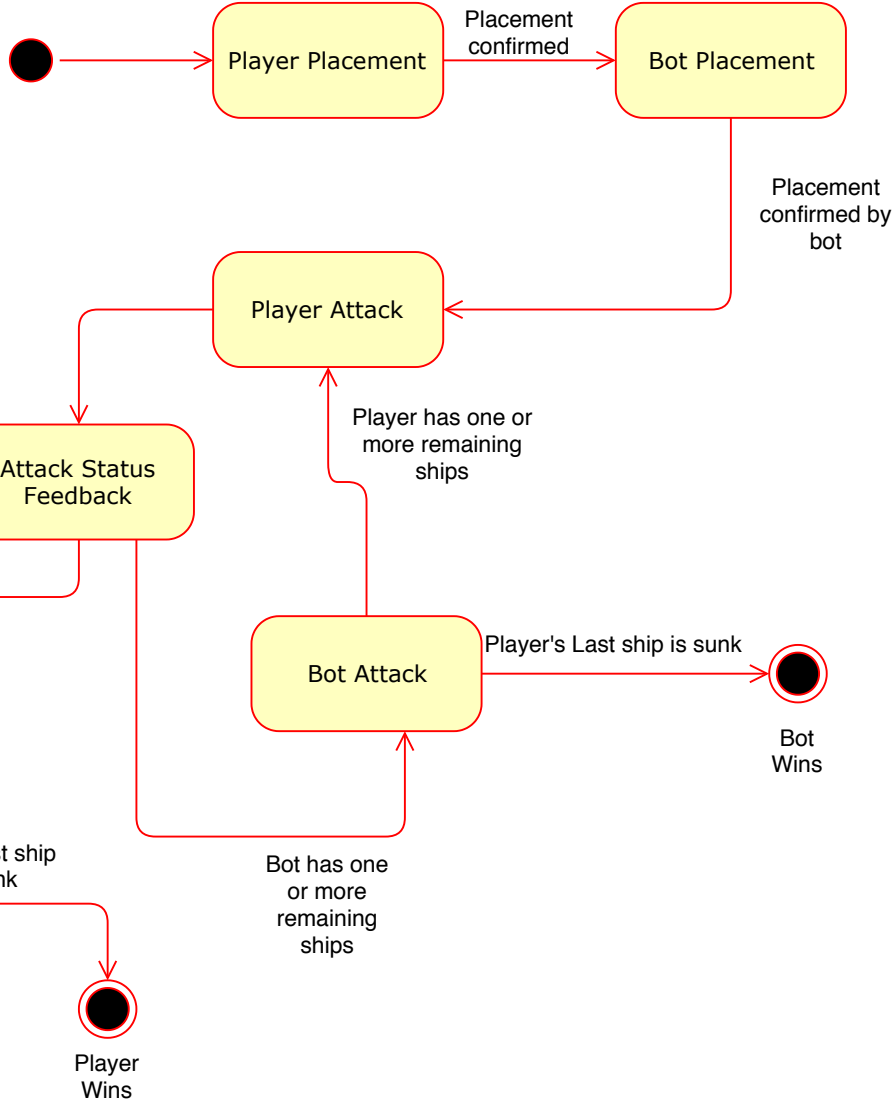 Placement
confirmed
Player Placement
Bot Placement
Placement
confirmed by
bot
Player Attack
Player has one or
more remaining
ships
Attack Status
Feedback
Player's Last ship is sunk
Bot Attack
Bot
Wins
ship
Bot has one
or more
remaining
ships
Player
Wins